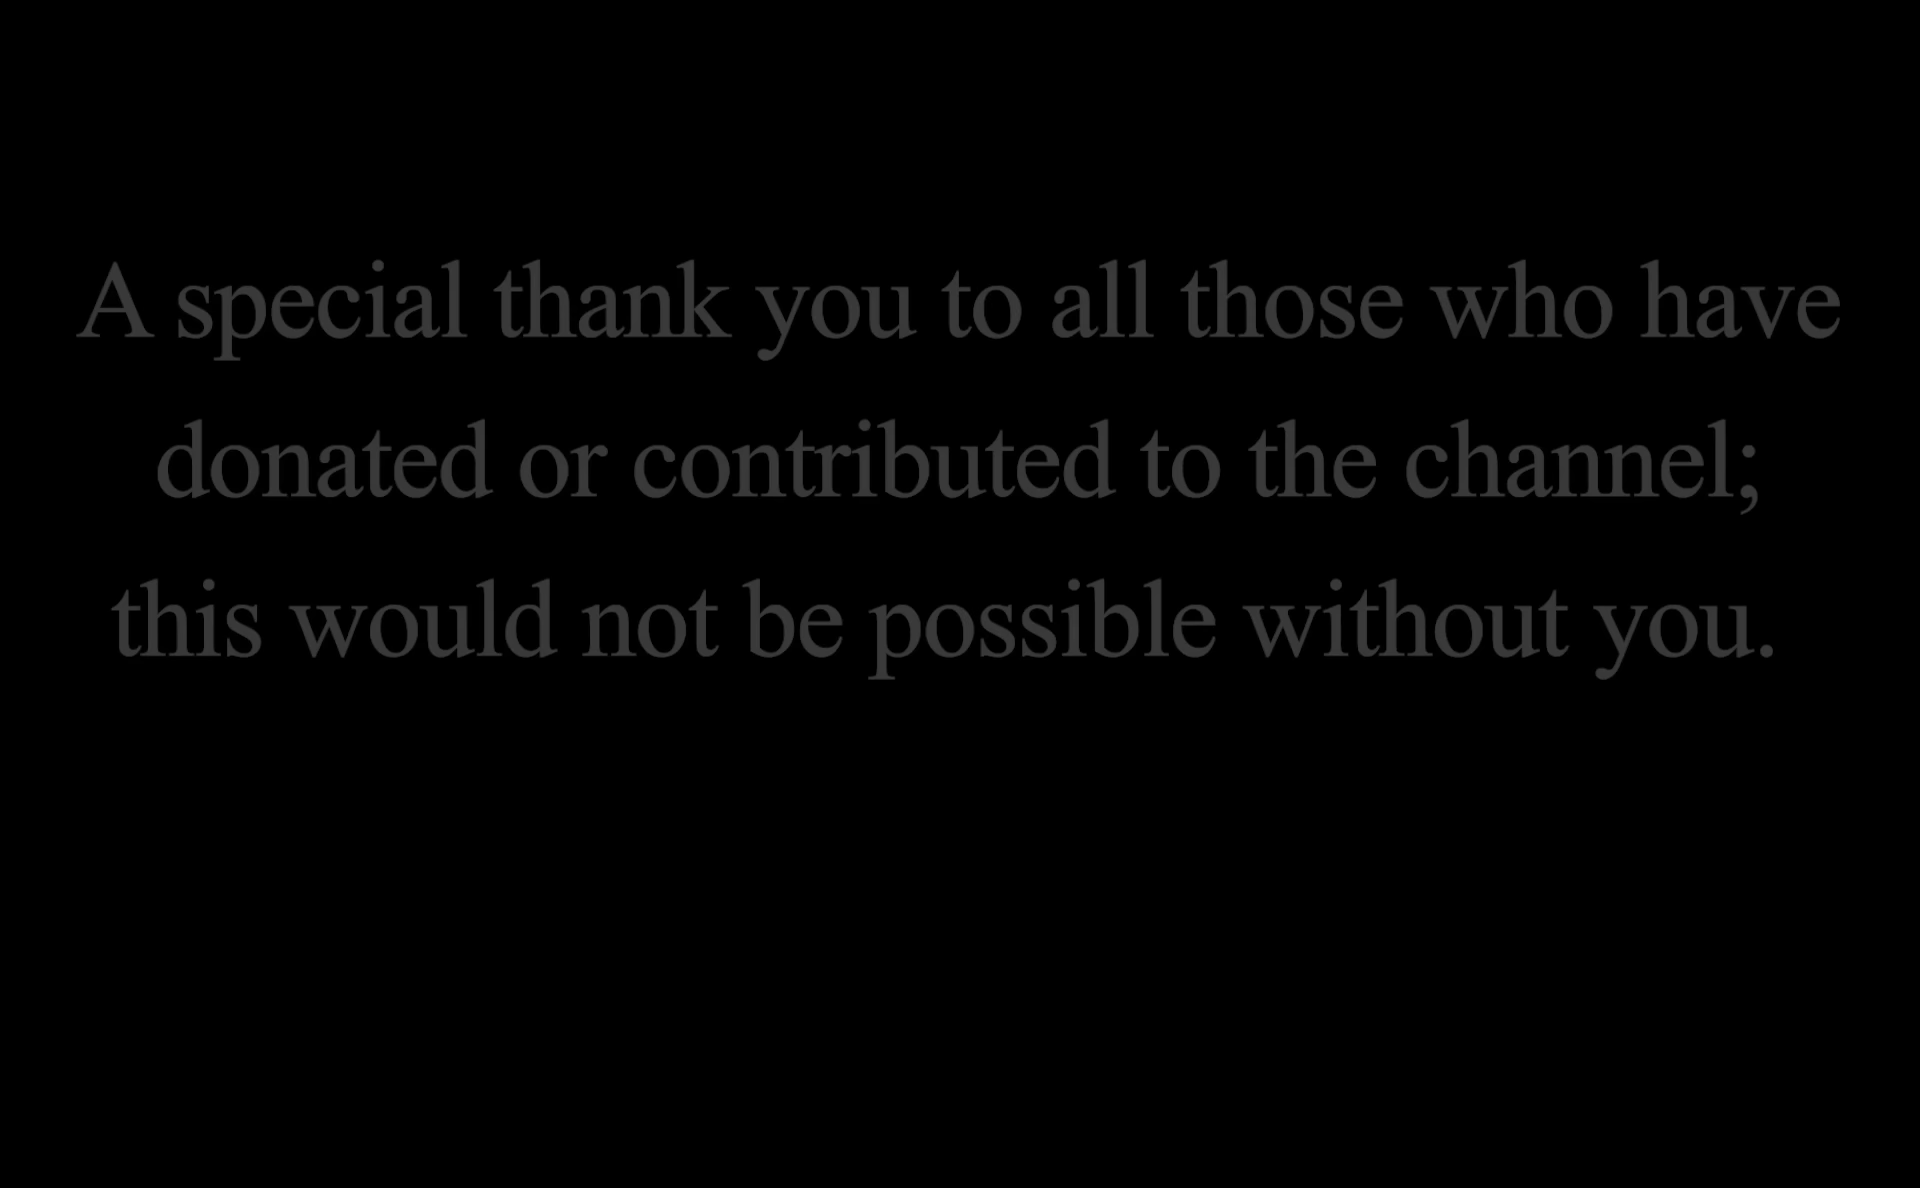 A special thank you to all those who have
donated or contributed to the channel;
this would not be possible without you.